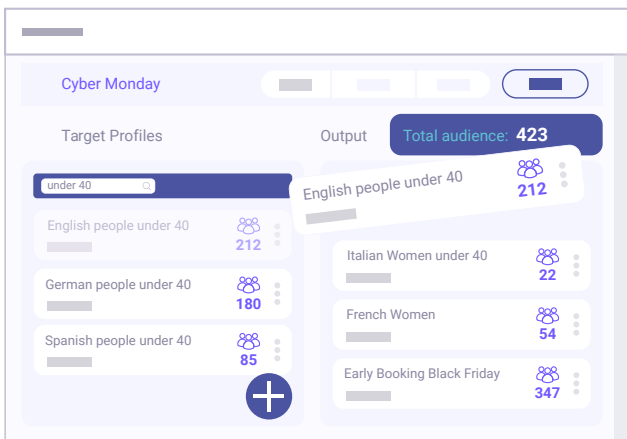 Cyber Monday
Target Profiles
Output
Total audience: 423
under 40
English people under 40
212
English people under 40
212
German people under 40
180
Spanish people under 40
85
Italian Women under 40
22
French Women
54
Early Booking Black Friday
347